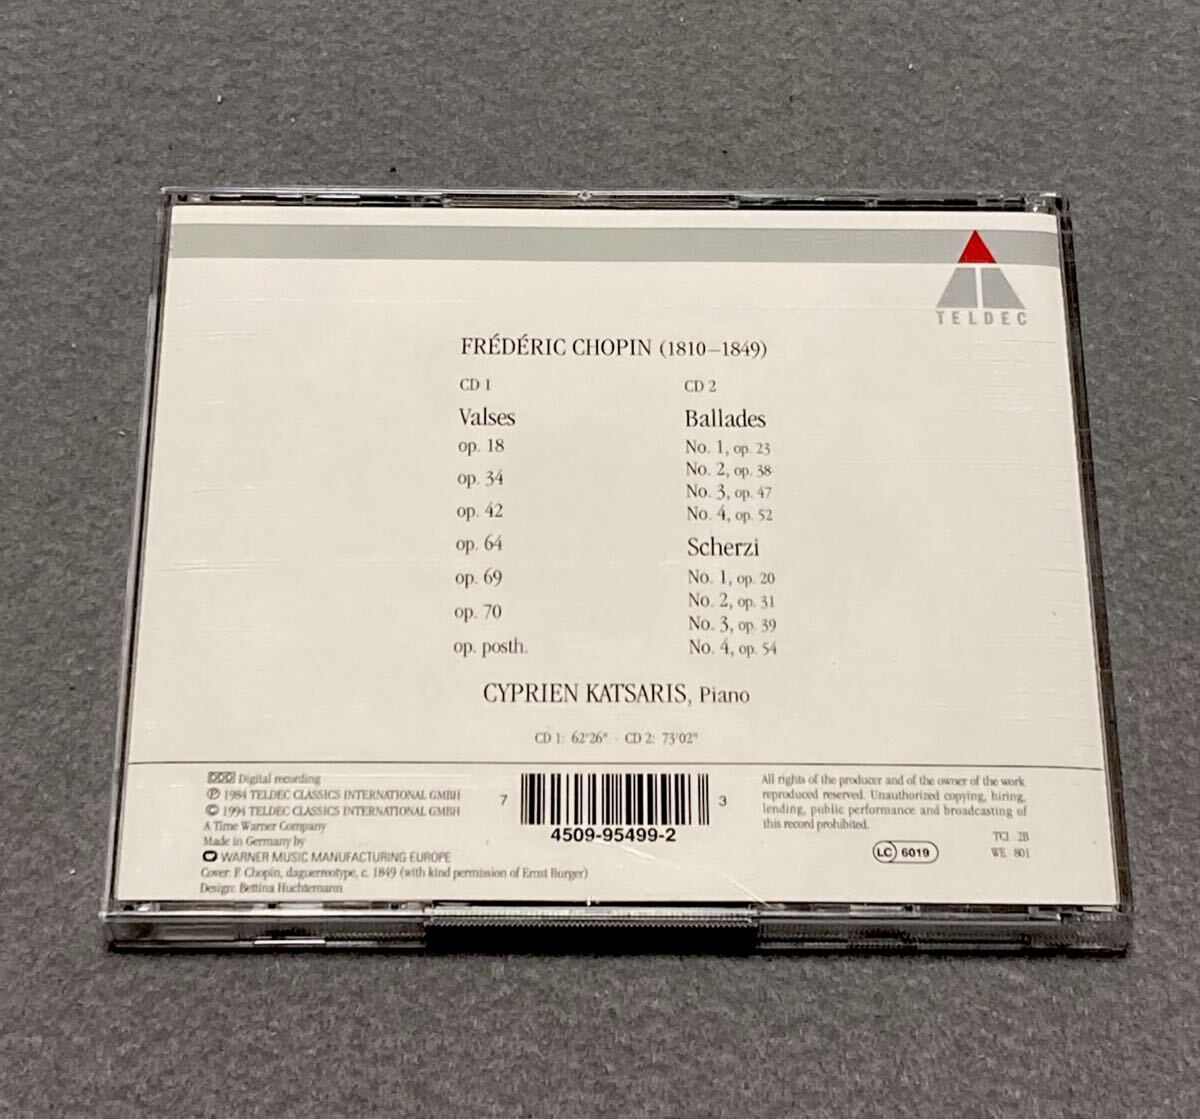 TELDEC
FRÉDÉRIC CHOPIN (1810–1849)
CD 1
Valses
op. 18
op. 34
op. 42
op. 64
op. 69
op. 70
op. posth.
CD 2
Ballades
No. 1, op. 23
No. 2, op. 38
No. 3, op. 47
No. 4, op. 52
Scherzi
No. 1, op. 20
No. 2, op. 31
No. 3, op. 39
No. 4, op. 54
CYPRIEN KATSARIS, Piano
CD 1: 62'26" · CD 2: 73'02"
DDD Digital recording
℗ 1984 TELDEC CLASSICS INTERNATIONAL GMBH
© 1994 TELDEC CLASSICS INTERNATIONAL GMBH
A Time Warner Company
Made in Germany by
WARNER MUSIC MANUFACTURING EUROPE
Cover: F. Chopin, daguerreotype, c. 1849 (with kind permission of Ernst Burger)
Design: Bettina Huchtemann
7 3
4509-95499-2
All rights of the producer and of the owner of the work
reproduced reserved. Unauthorized copying, hiring,
lending, public performance and broadcasting of
this record prohibited.
TCI 2B
LC 6019
WE 801